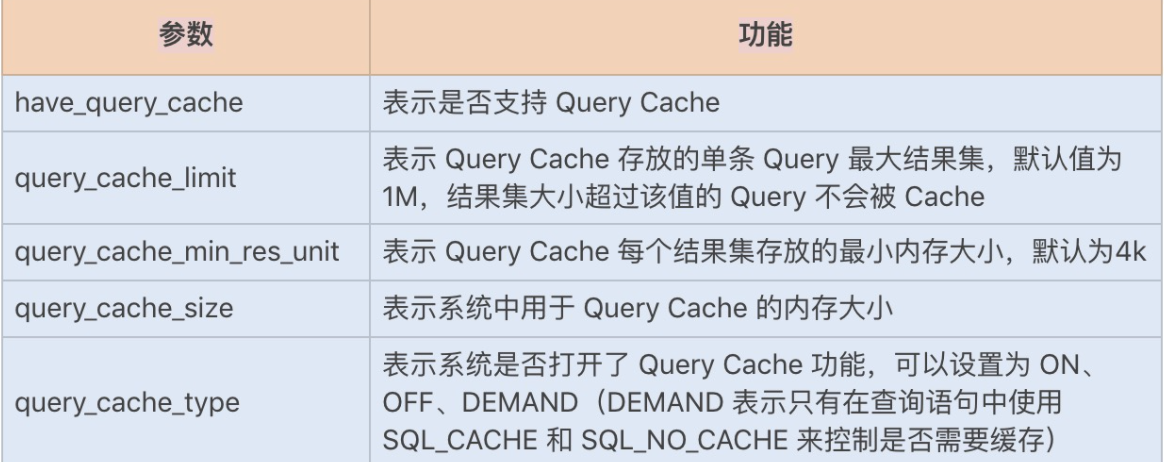 参数 功能
have_query_cache 表示是否支持 Query Cache
query_cache_limit 表示 Query Cache 存放的单条 Query 最大结果集，默认值为
1M，结果集大小超过该值的 Query 不会被 Cache
query_cache_min_res_unit 表示 Query Cache 每个结果集存放的最小内存大小，默认为4k
query_cache_size 表示系统中用于 Query Cache 的内存大小
query_cache_type 表示系统是否打开了 Query Cache 功能，可以设置为 ON、
OFF、DEMAND（DEMAND 表示只有在查询语句中使用
SQL_CACHE 和 SQL_NO_CACHE 来控制是否需要缓存）